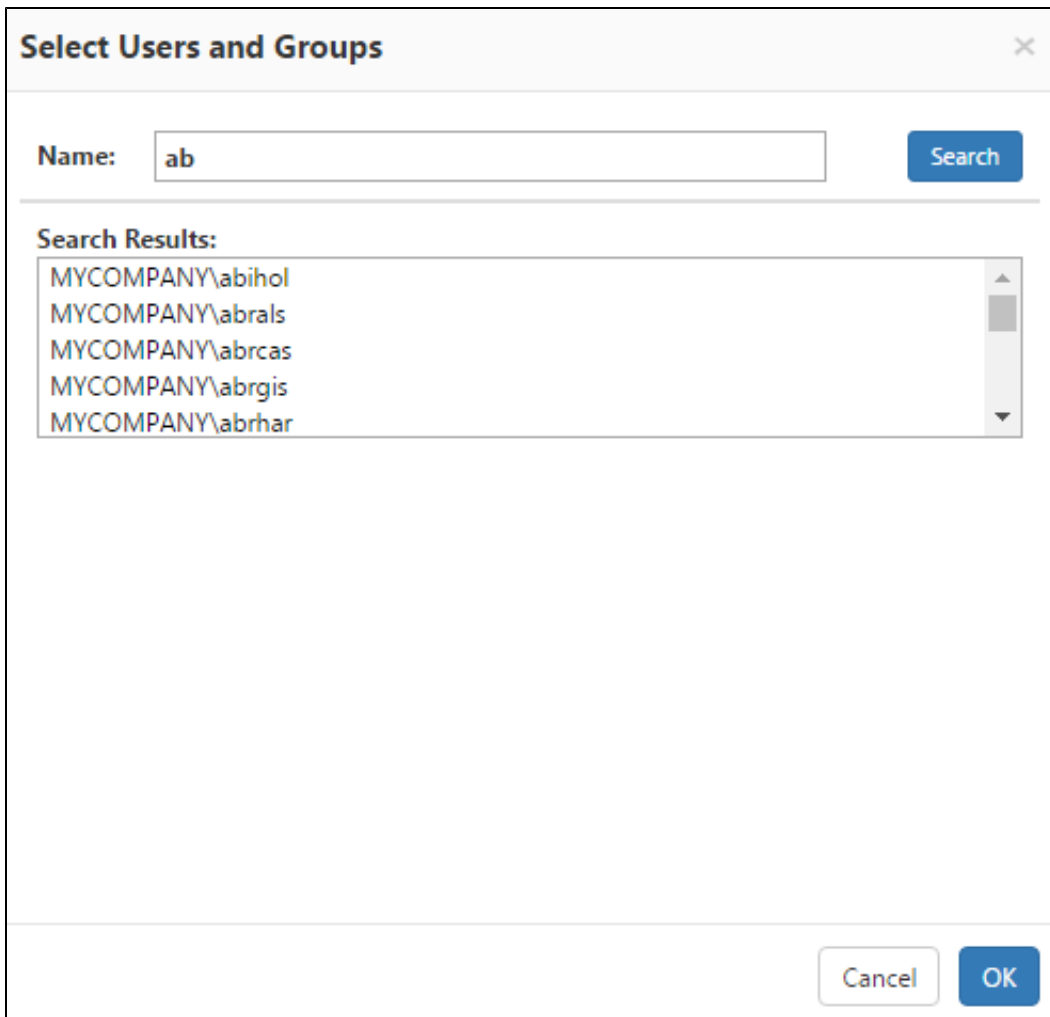 Select Users and Groups ×
Name: ab Search
Search Results:
MYCOMPANY\abihol
MYCOMPANY\abrals
MYCOMPANY\abrcas
MYCOMPANY\abrgis
MYCOMPANY\abrhar
Cancel OK